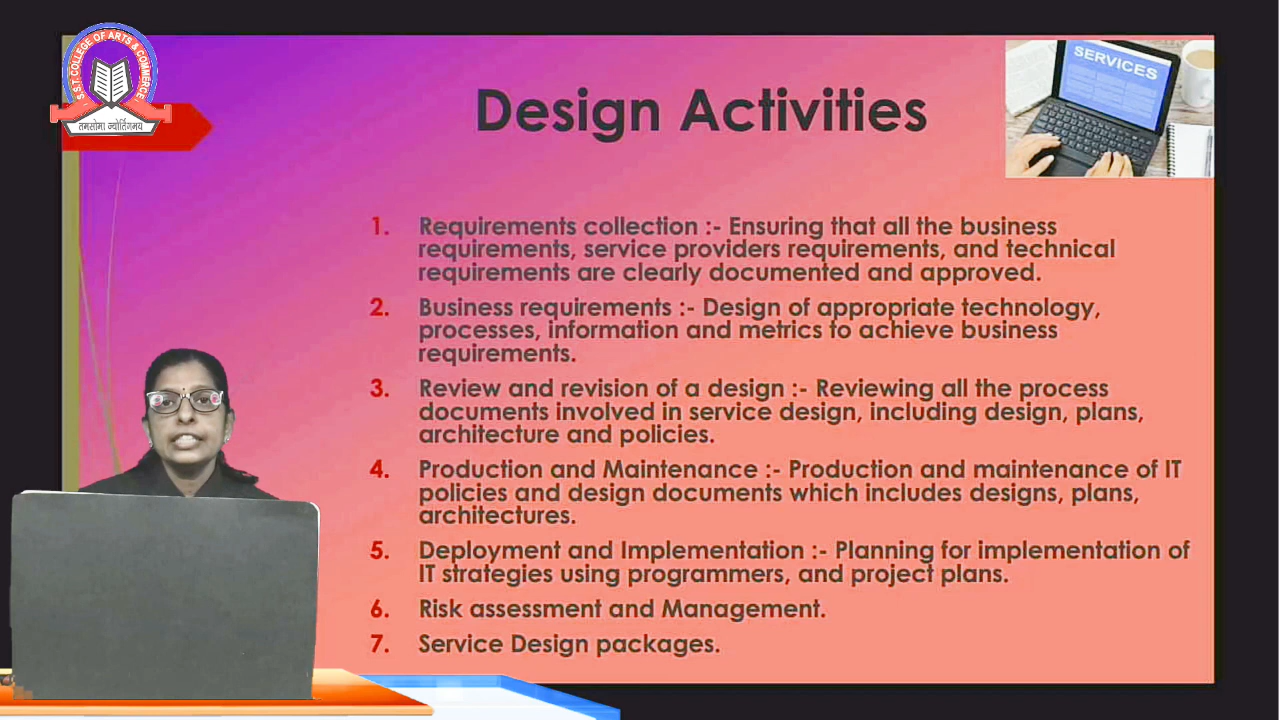 S.S.T. COLLEGE OF ARTS & COMMERCE
तमसोमा ज्योर्तिगमय
SERVICES
Design Activities
1. Requirements collection :- Ensuring that all the business
requirements, service providers requirements, and technical
requirements are clearly documented and approved.
2. Business requirements :- Design of appropriate technology,
processes, information and metrics to achieve business
requirements.
3. Review and revision of a design :- Reviewing all the process
documents involved in service design, including design, plans,
architecture and policies.
4. Production and Maintenance :- Production and maintenance of IT
policies and design documents which includes designs, plans,
architectures.
5. Deployment and Implementation :- Planning for implementation of
IT strategies using programmers, and project plans.
6. Risk assessment and Management.
7. Service Design packages.